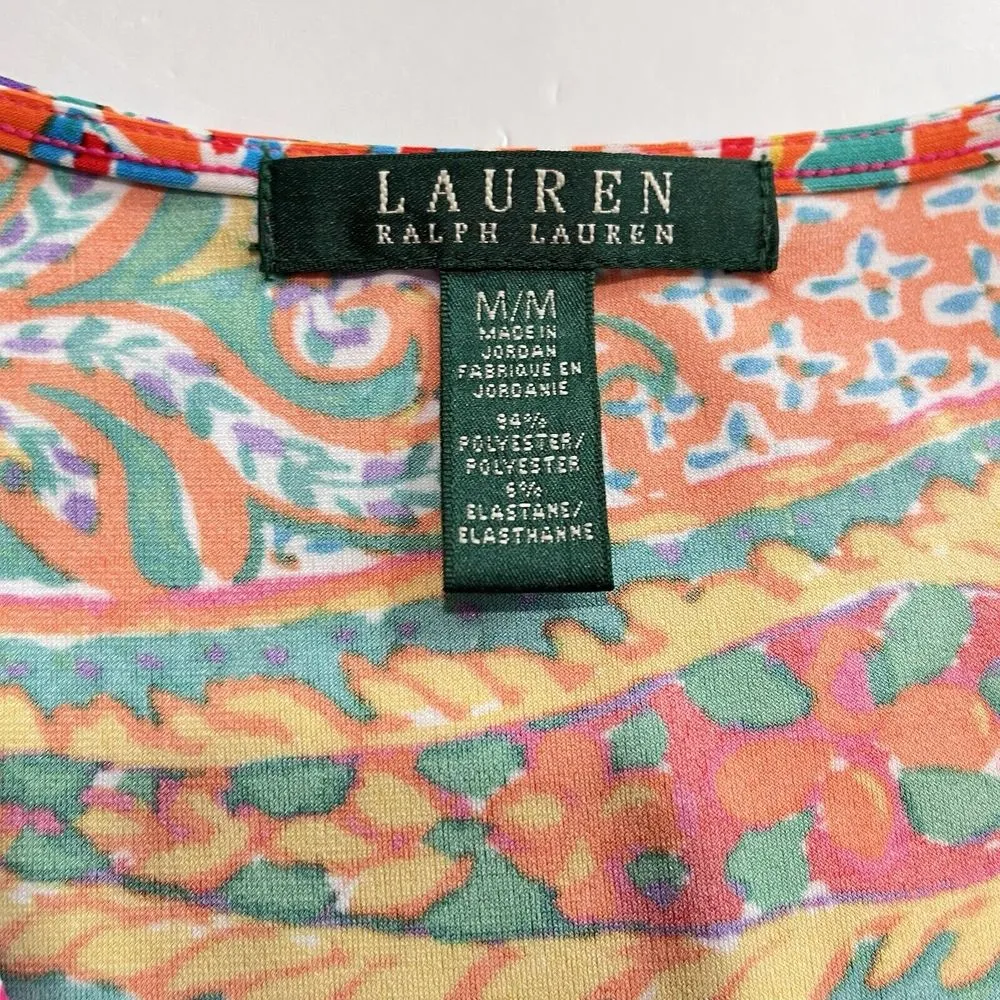 LAUREN
RALPH LAUREN
M/M
MADE IN
JORDAN
FABRIQUE EN
JORDANIE
94%
POLYESTER/
POLYESTER
6%
ELASTANE/
ELASTHANNE